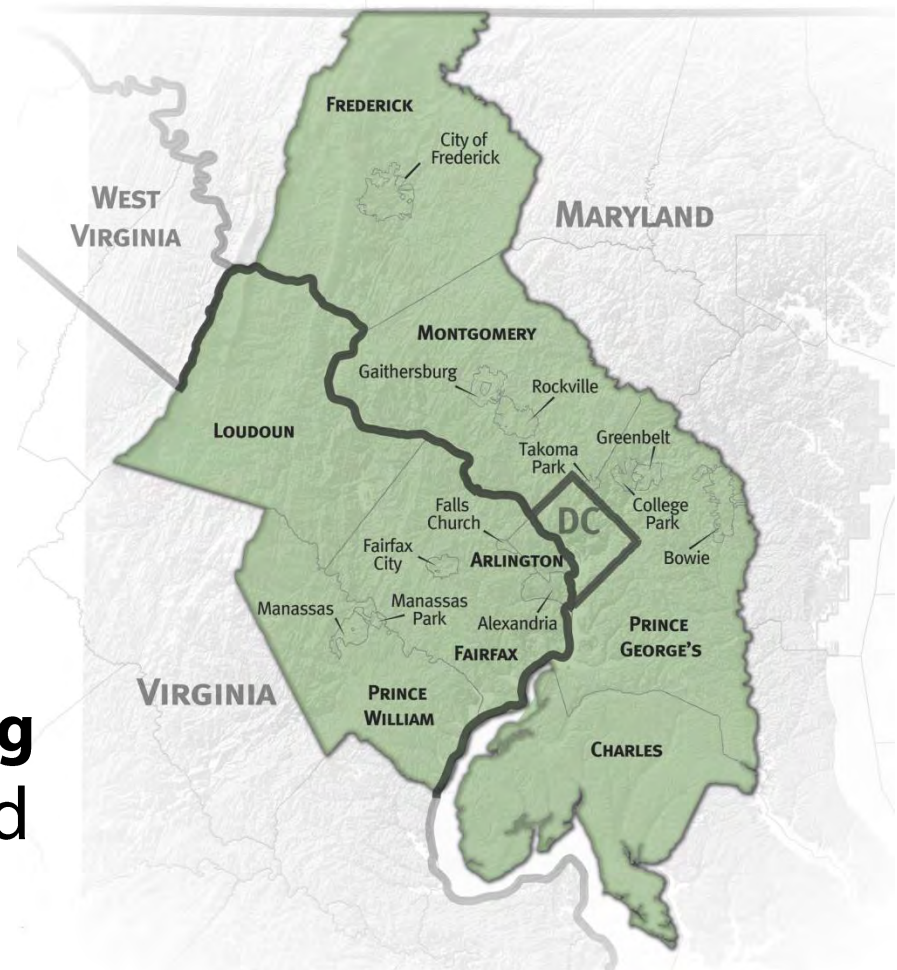 FREDERICK
City of
Frederick
WEST
VIRGINIA
MARYLAND
MONTGOMERY
Gaithersburg
Rockville
LOUDOUN
Takoma
Park
Greenbelt
Falls
Church
DC
College
Park
Fairfax
City
ARLINGTON
Bowie
Manassas
Manassas
Park
Alexandria
FAIRFAX
PRINCE
GEORGE'S
VIRGINIA
PRINCE
WILLIAM
g
d
CHARLES